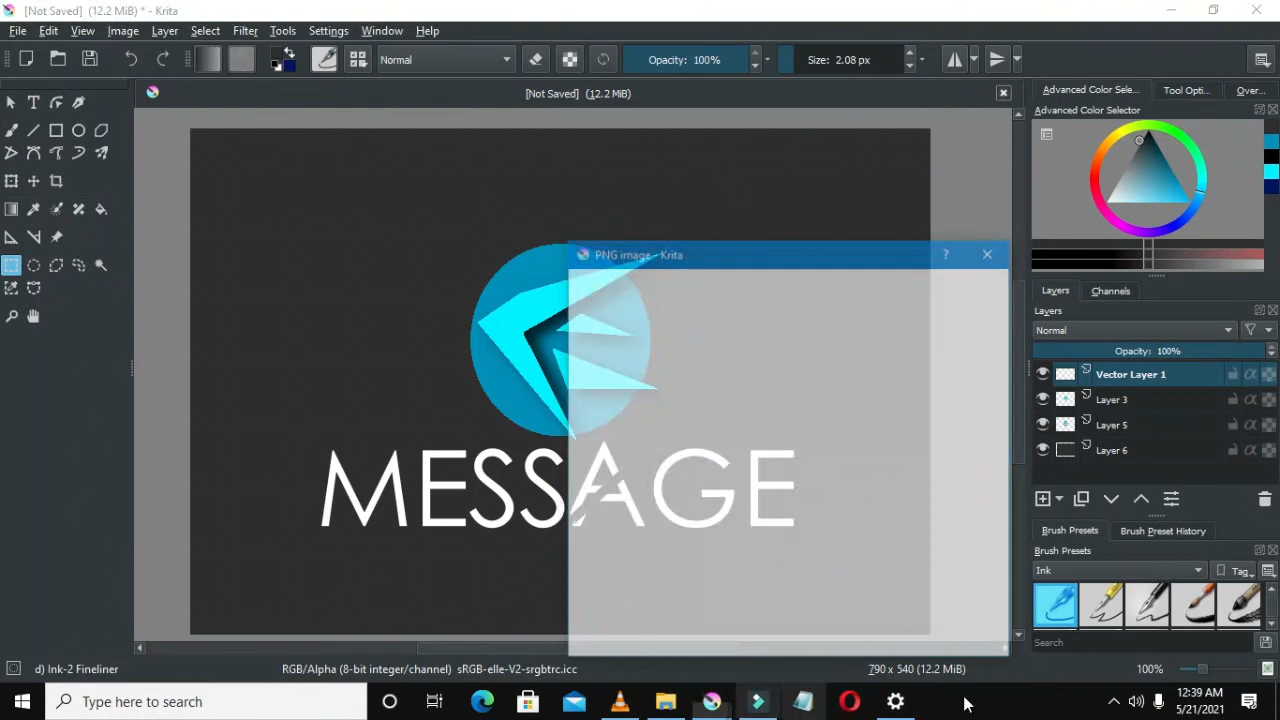 [Not Saved] (12.2 MiB) * - Krita
File Edit View Image Layer Select Filter Tools Settings Window Help
Normal
Opacity: 100%
Size: 2.08 px
[Not Saved] (12.2 MiB)
Advanced Color Sele...
Tool Opti...
Over...
Advanced Color Selector
PNG image - Krita
?
MESSAGE
Layers
Channels
Layers
Normal
Opacity: 100%
Vector Layer 1
Layer 3
Layer 5
Layer 6
Brush Presets
Brush Preset History
Brush Presets
Ink
Tag
Search
d) Ink-2 Fineliner
RGB/Alpha (8-bit integer/channel) sRGB-elle-V2-srgbtrc.icc
790 x 540 (12.2 MiB)
100%
Type here to search
12:39 AM
5/21/2021